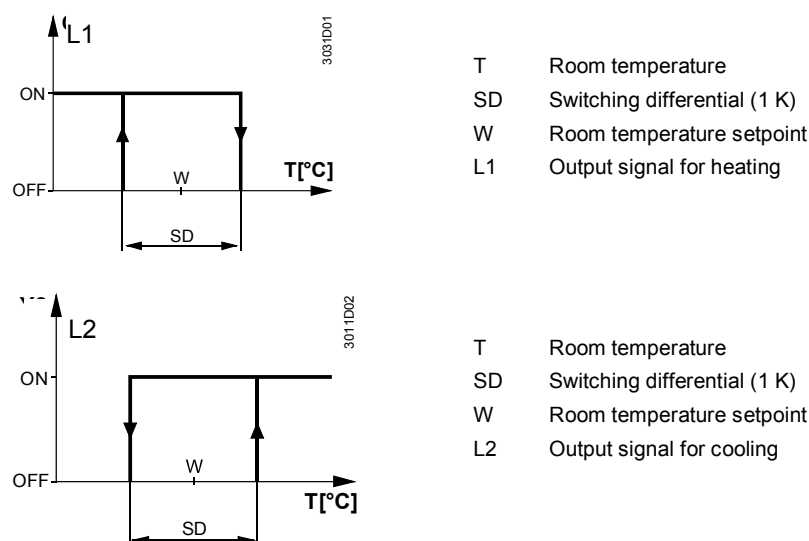 L1
3031D01
ON
W
T[°C]
OFF
SD
T Room temperature
SD Switching differential (1 K)
W Room temperature setpoint
L1 Output signal for heating
L2
3011D02
ON
W
OFF
T[°C]
SD
T Room temperature
SD Switching differential (1 K)
W Room temperature setpoint
L2 Output signal for cooling